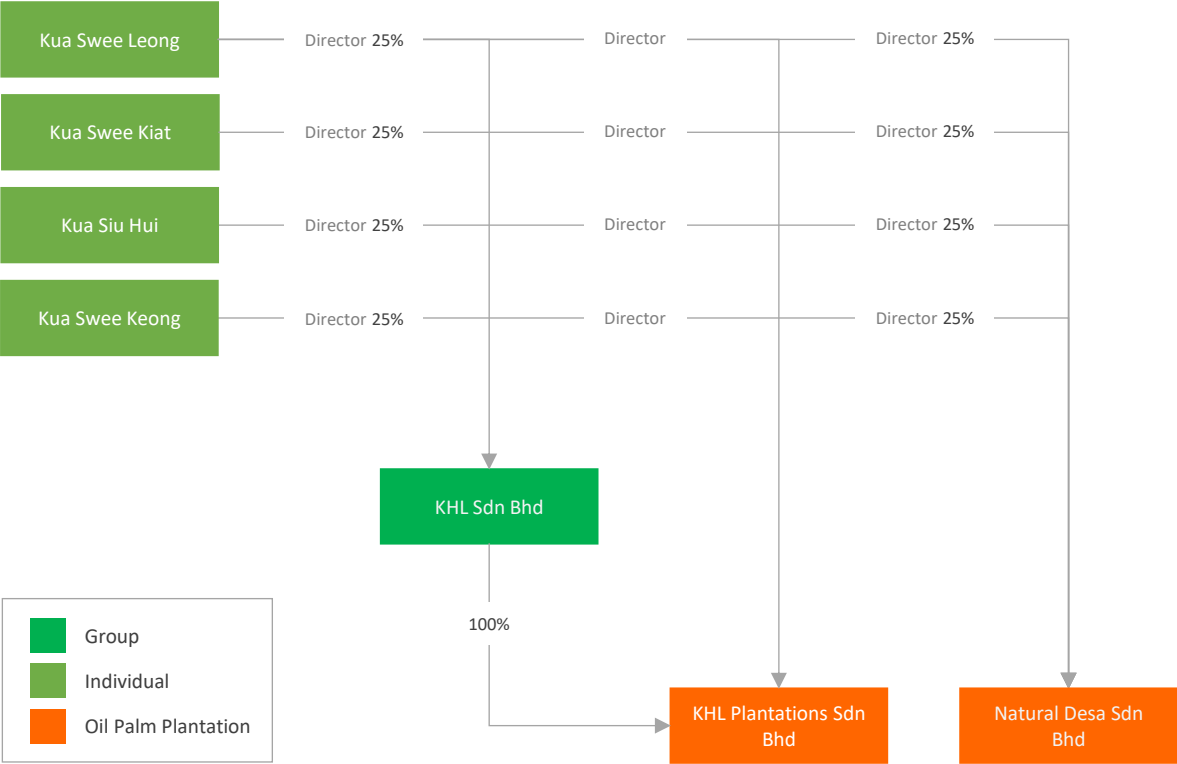 Kua Swee Leong
Director 25%
Director
Director 25%
Kua Swee Kiat
Director 25%
Director
Director 25%
Kua Siu Hui
Director 25%
Director
Director 25%
Kua Swee Keong
Director 25%
Director
Director 25%
KHL Sdn Bhd
100%
Group
Individual
Oil Palm Plantation
KHL Plantations Sdn
Bhd
Natural Desa Sdn
Bhd